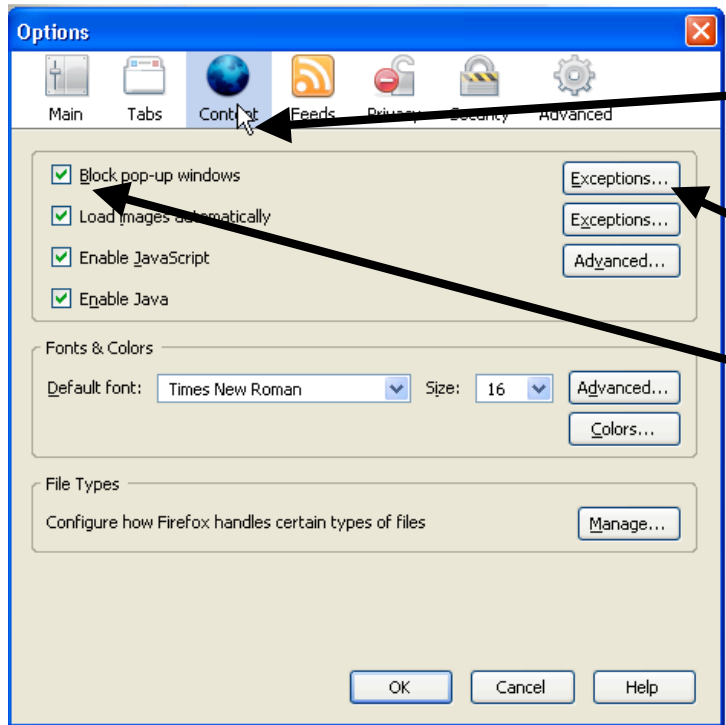 Options
Main Tabs Content Feeds Privacy Security Advanced
Block pop-up windows Exceptions...
Load images automatically Exceptions...
Enable JavaScript Advanced...
Enable Java
Fonts & Colors
Default font: Times New Roman Size: 16 Advanced...
Colors...
File Types
Configure how Firefox handles certain types of files Manage...
OK Cancel Help